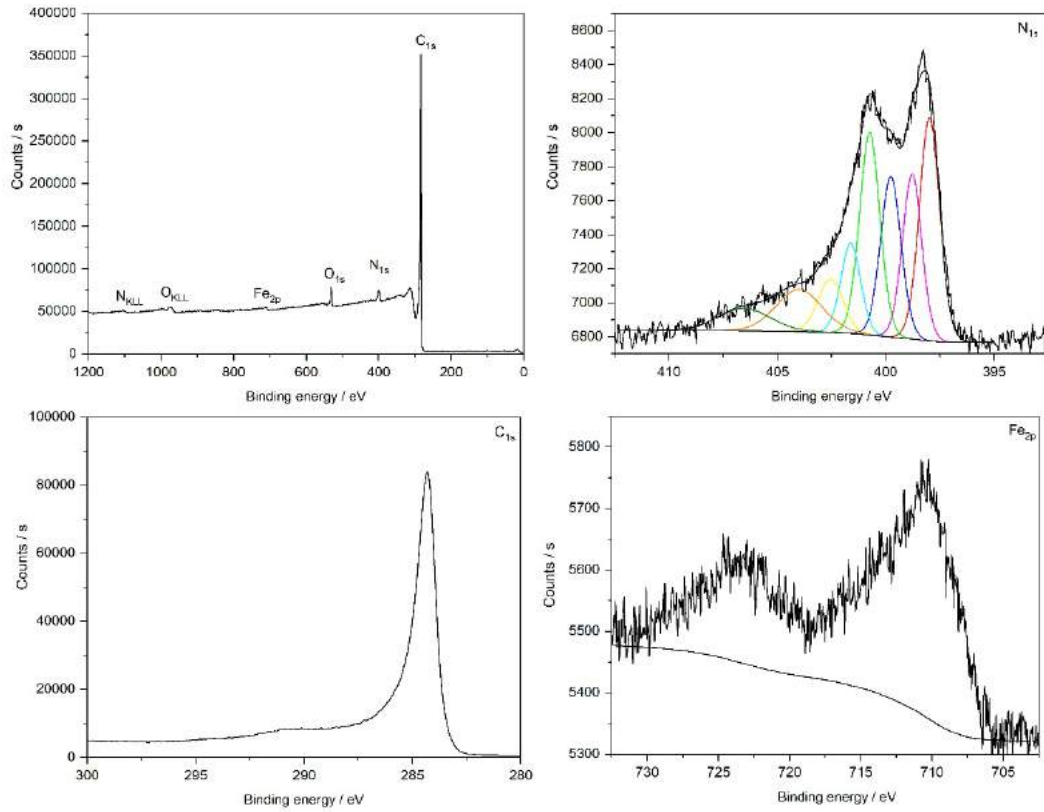 400000
350000
300000
250000
200000
150000
100000
50000
0
Counts / s
C1s
NKLL
OKLL
Fe2p
O1s
N1s
1200 1000 800 600 400 200 0
Binding energy / eV
8600
8400
8200
8000
7800
7600
7400
7200
7000
6800
Counts / s
N1s
410 405 400 395
Binding energy / eV
100000
80000
60000
40000
20000
0
Counts / s
C1s
300 295 290 285 280
Binding energy / eV
5800
5700
5600
5500
5400
5300
Counts / s
Fe2p
730 725 720 715 710 705
Binding energy / eV